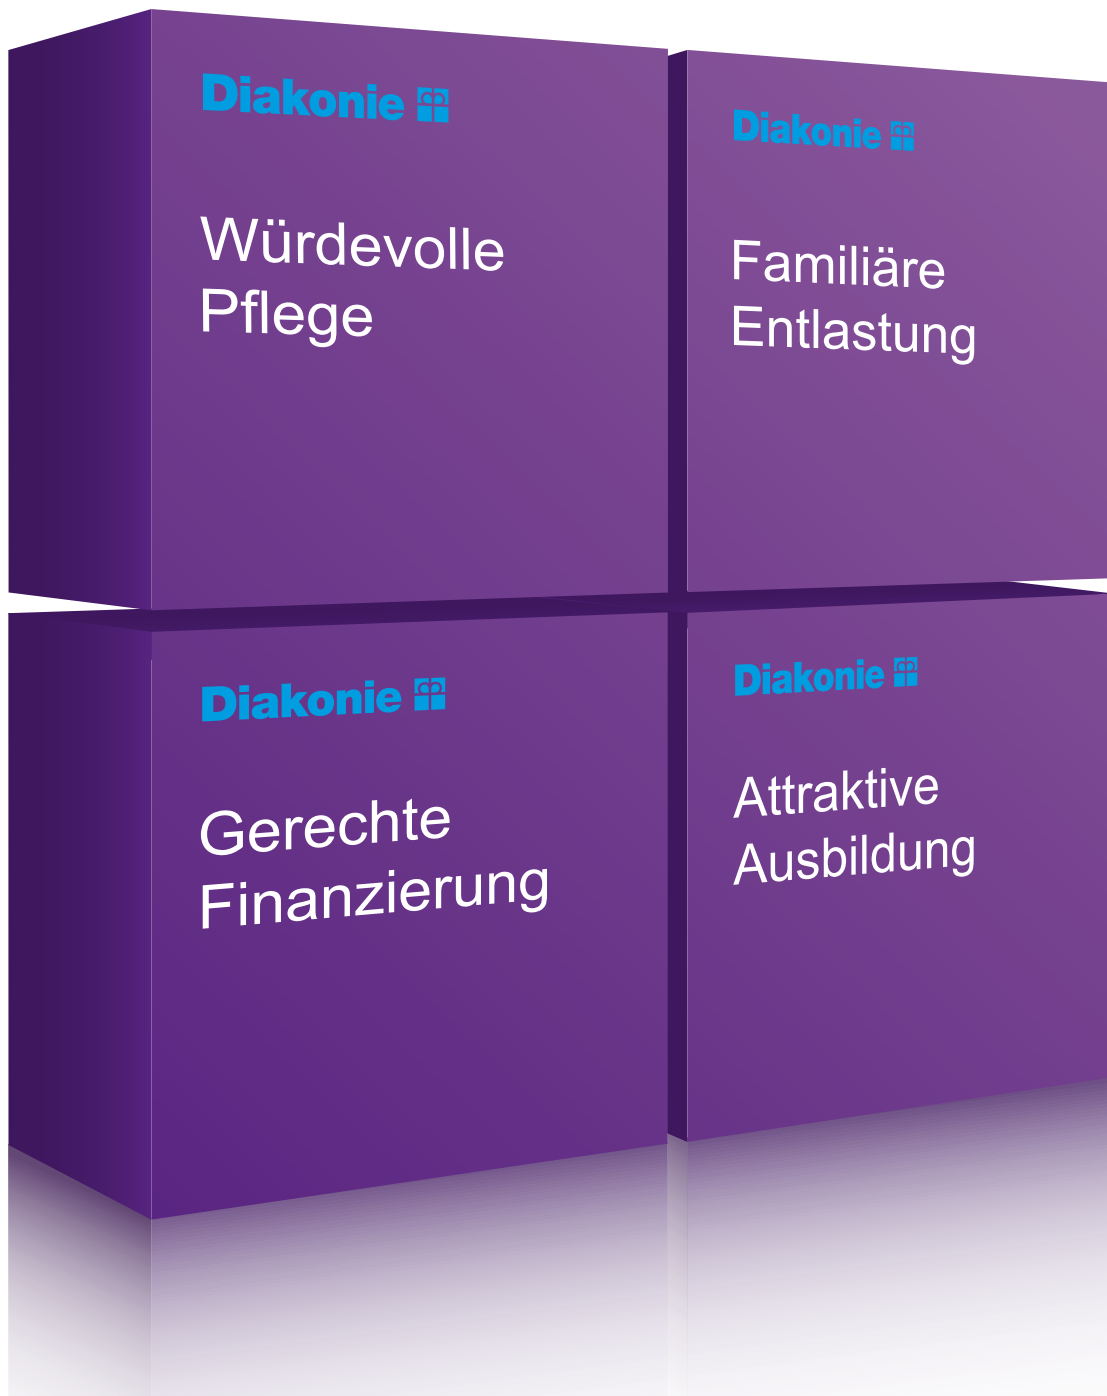 Diakonie
Würdevolle
Pflege
Diakonie
Familiäre
Entlastung
Diakonie
Gerechte
Finanzierung
Diakonie
Attraktive
Ausbildung